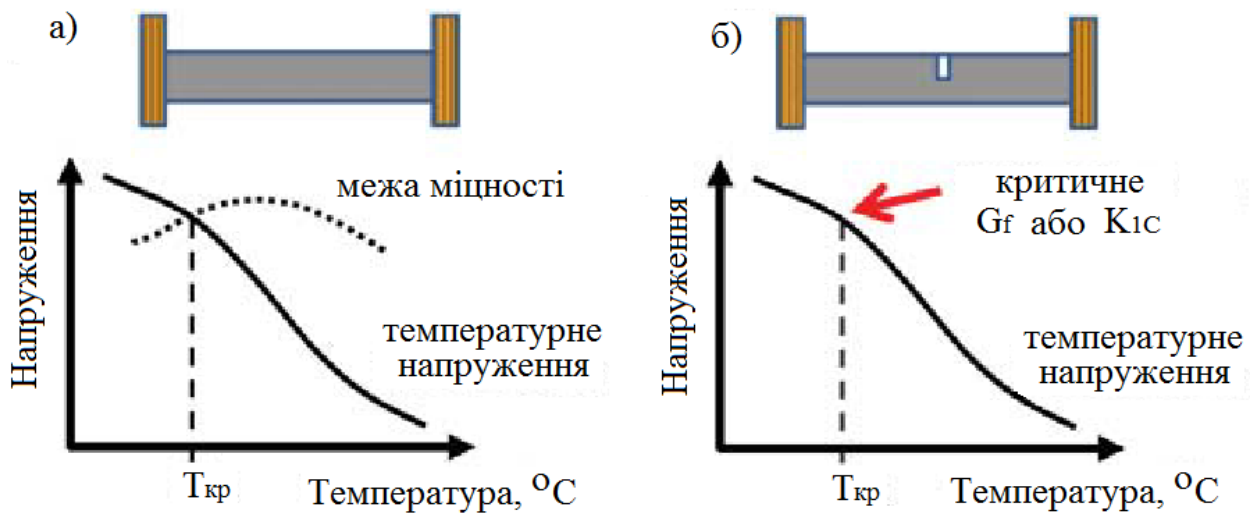 а)
Напруження
межа міцності
температурне
напруження
Tкр
Температура, °C
б)
Напруження
критичне
Gf або K1C
температурне
напруження
Tкр
Температура, °C